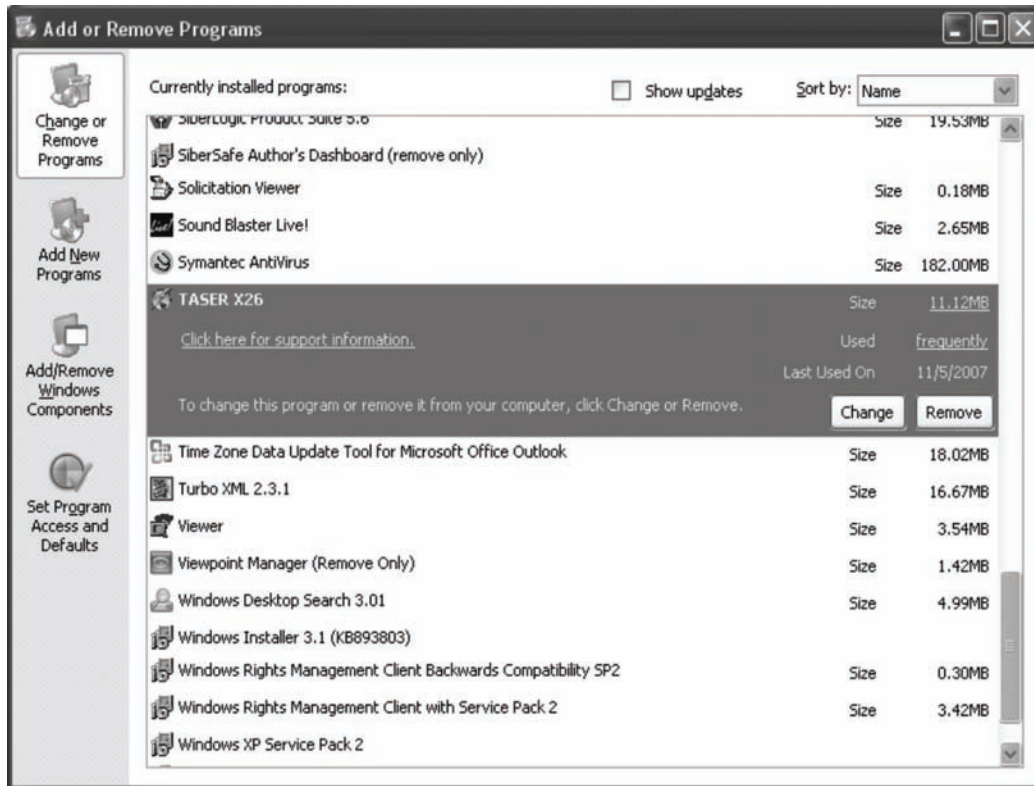 Add or Remove Programs
Change or
Remove
Programs
Add New
Programs
Add/Remove
Windows
Components
Set Program
Access and
Defaults
Currently installed programs:
Show updates
Sort by: Name
SiberLogic Product Suite 5.6 Size 19.53MB
SiberSafe Author's Dashboard (remove only)
Solicitation Viewer Size 0.18MB
Live! Sound Blaster Live! Size 2.65MB
Symantec AntiVirus Size 182.00MB
TASER X26 Size 11.12MB
Click here for support information. Used frequently
Last Used On 11/5/2007
To change this program or remove it from your computer, click Change or Remove. Change Remove
Time Zone Data Update Tool for Microsoft Office Outlook Size 18.02MB
Turbo XML 2.3.1 Size 16.67MB
Viewer Size 3.54MB
Viewpoint Manager (Remove Only) Size 1.42MB
Windows Desktop Search 3.01 Size 4.99MB
Windows Installer 3.1 (KB893803)
Windows Rights Management Client Backwards Compatibility SP2 Size 0.30MB
Windows Rights Management Client with Service Pack 2 Size 3.42MB
Windows XP Service Pack 2